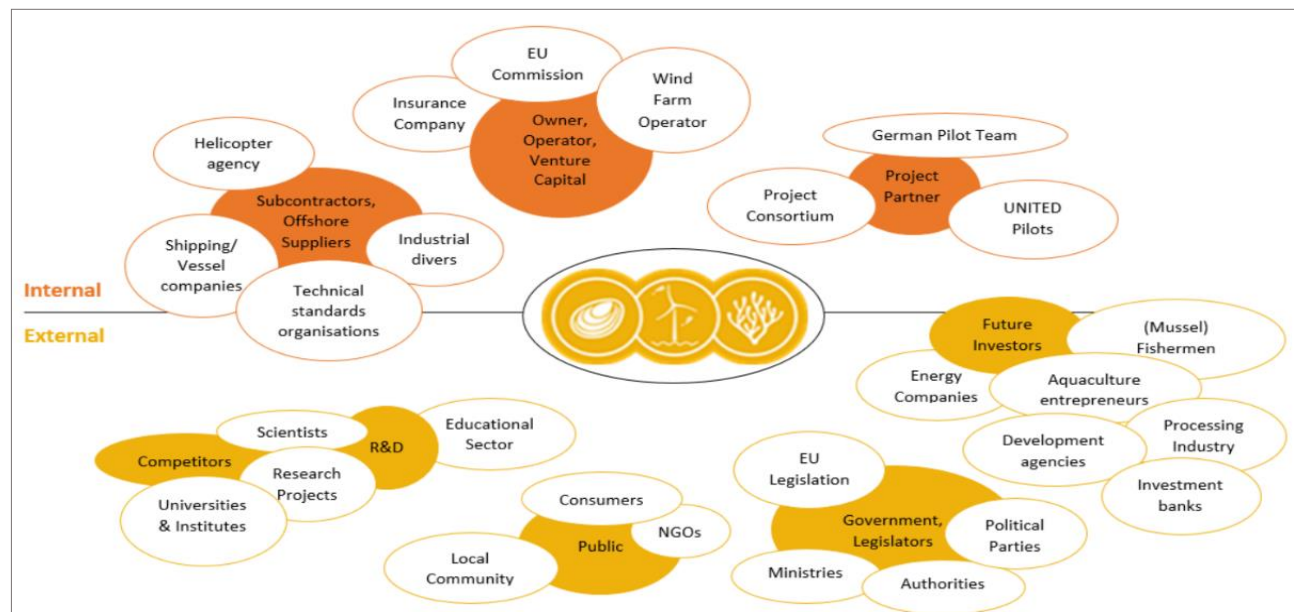 EU
Commission
Wind
Farm
Operator
Insurance
Company
Owner,
Operator,
Venture
Capital
Helicopter
agency
Subcontractors,
Offshore
Suppliers
Shipping/
Vessel
companies
Industrial
divers
Technical
standards
organisations
German Pilot Team
Project
Partner
Project
Consortium
UNITED
Pilots
Internal
External
Future
Investors
(Mussel)
Fishermen
Energy
Companies
Aquaculture
entrepreneurs
Development
agencies
Processing
Industry
Investment
banks
Scientists
R&D
Educational
Sector
Competitors
Research
Projects
Universities
& Institutes
Consumers
NGOs
Public
Local
Community
EU
Legislation
Government,
Legislators
Political
Parties
Ministries
Authorities